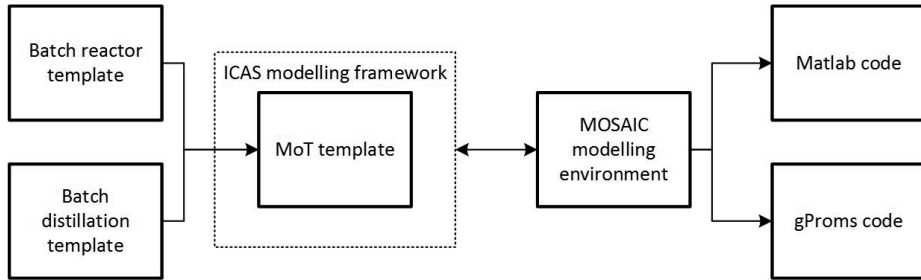 Batch reactor
template
Batch
distillation
template
ICAS modelling framework
MoT template
MOSAIC
modelling
environment
Matlab code
gProms code